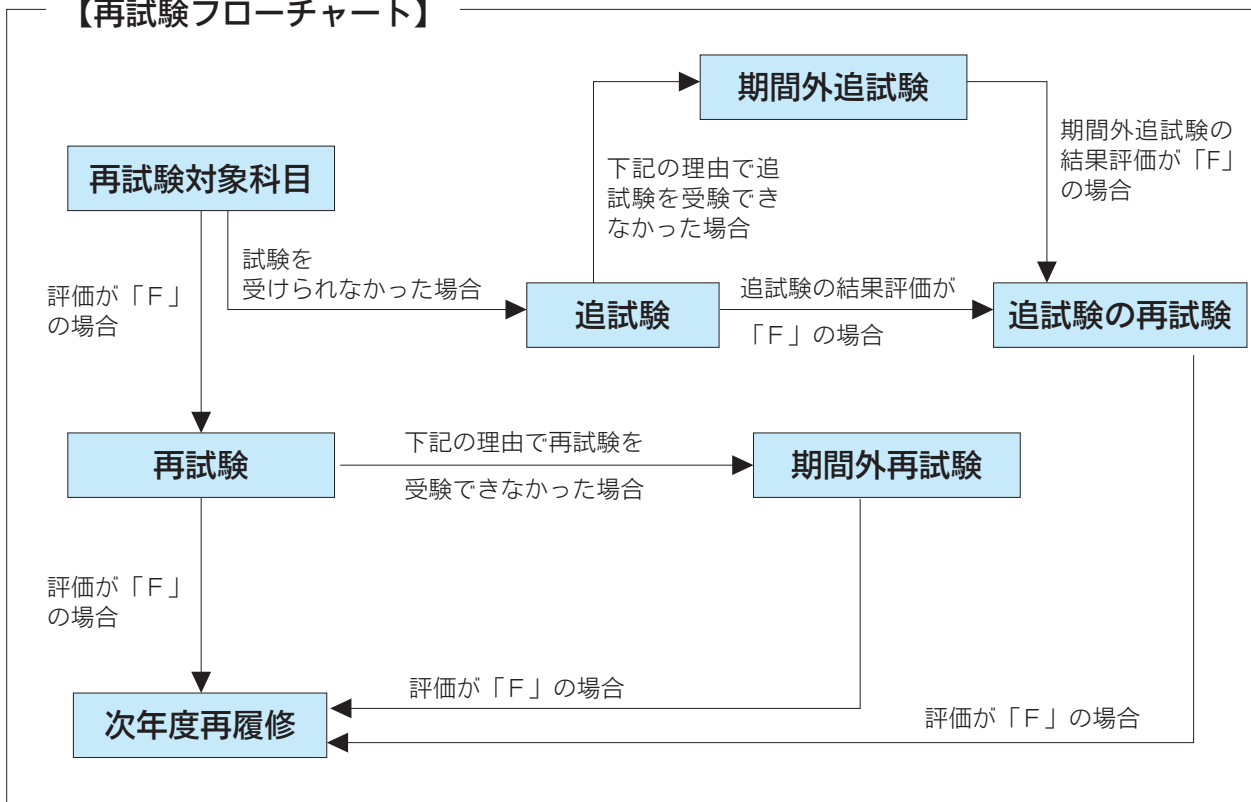 【再試験フローチャート】
期間外追試験
期間外追試験の
結果評価が「F」
の場合
下記の理由で追
試験を受験でき
なかった場合
再試験対象科目
試験を
受けられなかった場合
評価が「F」
の場合
追試験
追試験の結果評価が
「F」の場合
追試験の再試験
再試験
下記の理由で再試験を
受験できなかった場合
期間外再試験
評価が「F」
の場合
評価が「F」の場合
次年度再履修
評価が「F」の場合